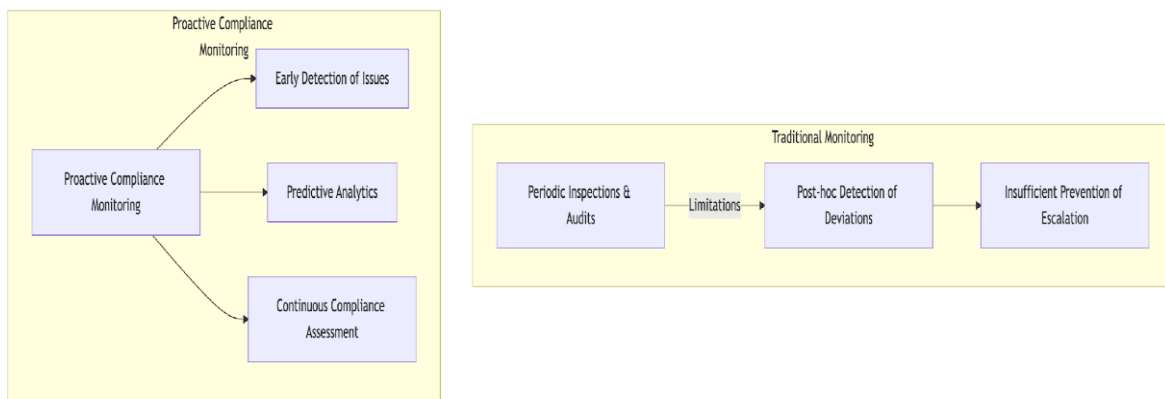 Proactive Compliance
Monitoring
Early Detection of Issues
Proactive Compliance
Monitoring
Predictive Analytics
Continuous Compliance
Assessment
Traditional Monitoring
Periodic Inspections &
Audits
Limitations
Post-hoc Detection of
Deviations
Insufficient Prevention of
Escalation